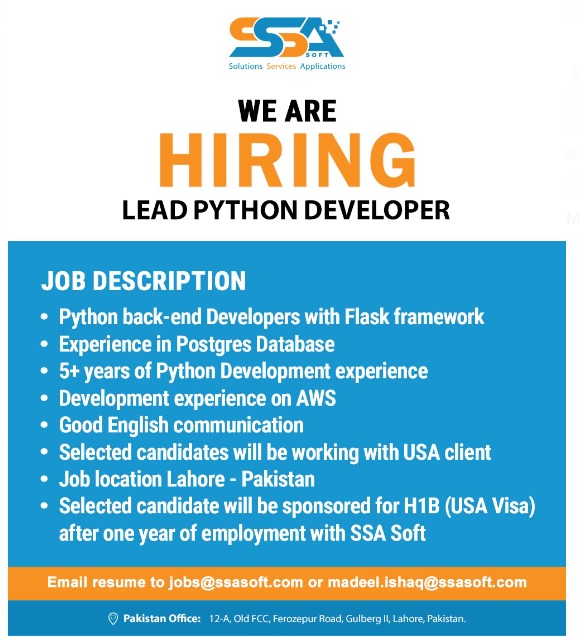 SSA
SOFT
Solutions Services Applications
WE ARE
HIRING
LEAD PYTHON DEVELOPER
JOB DESCRIPTION
• Python back-end Developers with Flask framework
• Experience in Postgres Database
• 5+ years of Python Development experience
• Development experience on AWS
• Good English communication
• Selected candidates will be working with USA client
• Job location Lahore - Pakistan
• Selected candidate will be sponsored for H1B (USA Visa)
after one year of employment with SSA Soft
Email resume to jobs@ssasoft.com or madeel.ishaq@ssasoft.com
Pakistan Office: 12-A, Old FCC, Ferozepur Road, Gulberg II, Lahore, Pakistan.